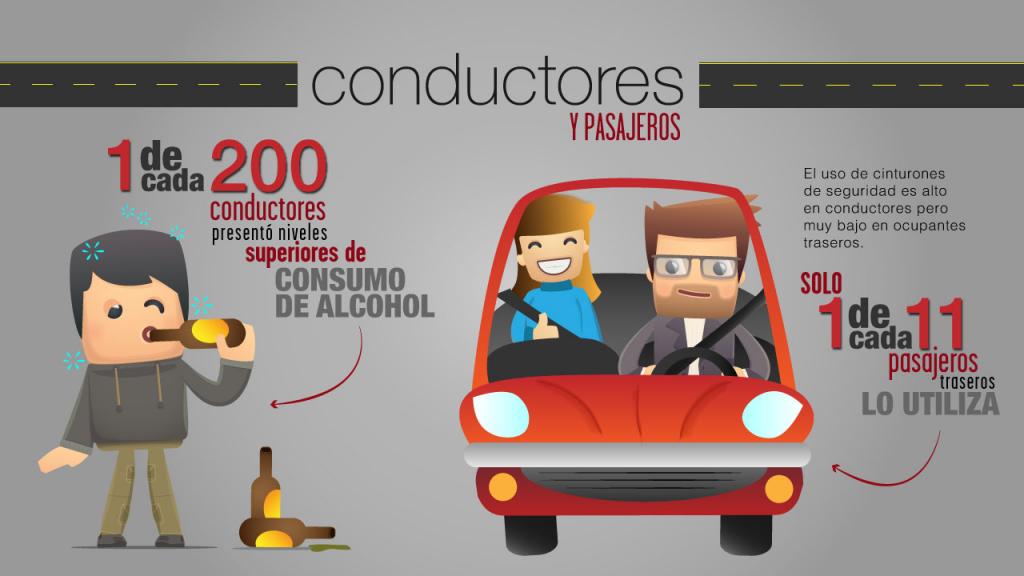 conductores
Y PASAJEROS
1 de cada 200
conductores
presentó niveles
superiores de
CONSUMO
DE ALCOHOL
El uso de cinturones
de seguridad es alto
en conductores pero
muy bajo en ocupantes
traseros.
SOLO
1 de cada 11
pasajeros
traseros
LO UTILIZA